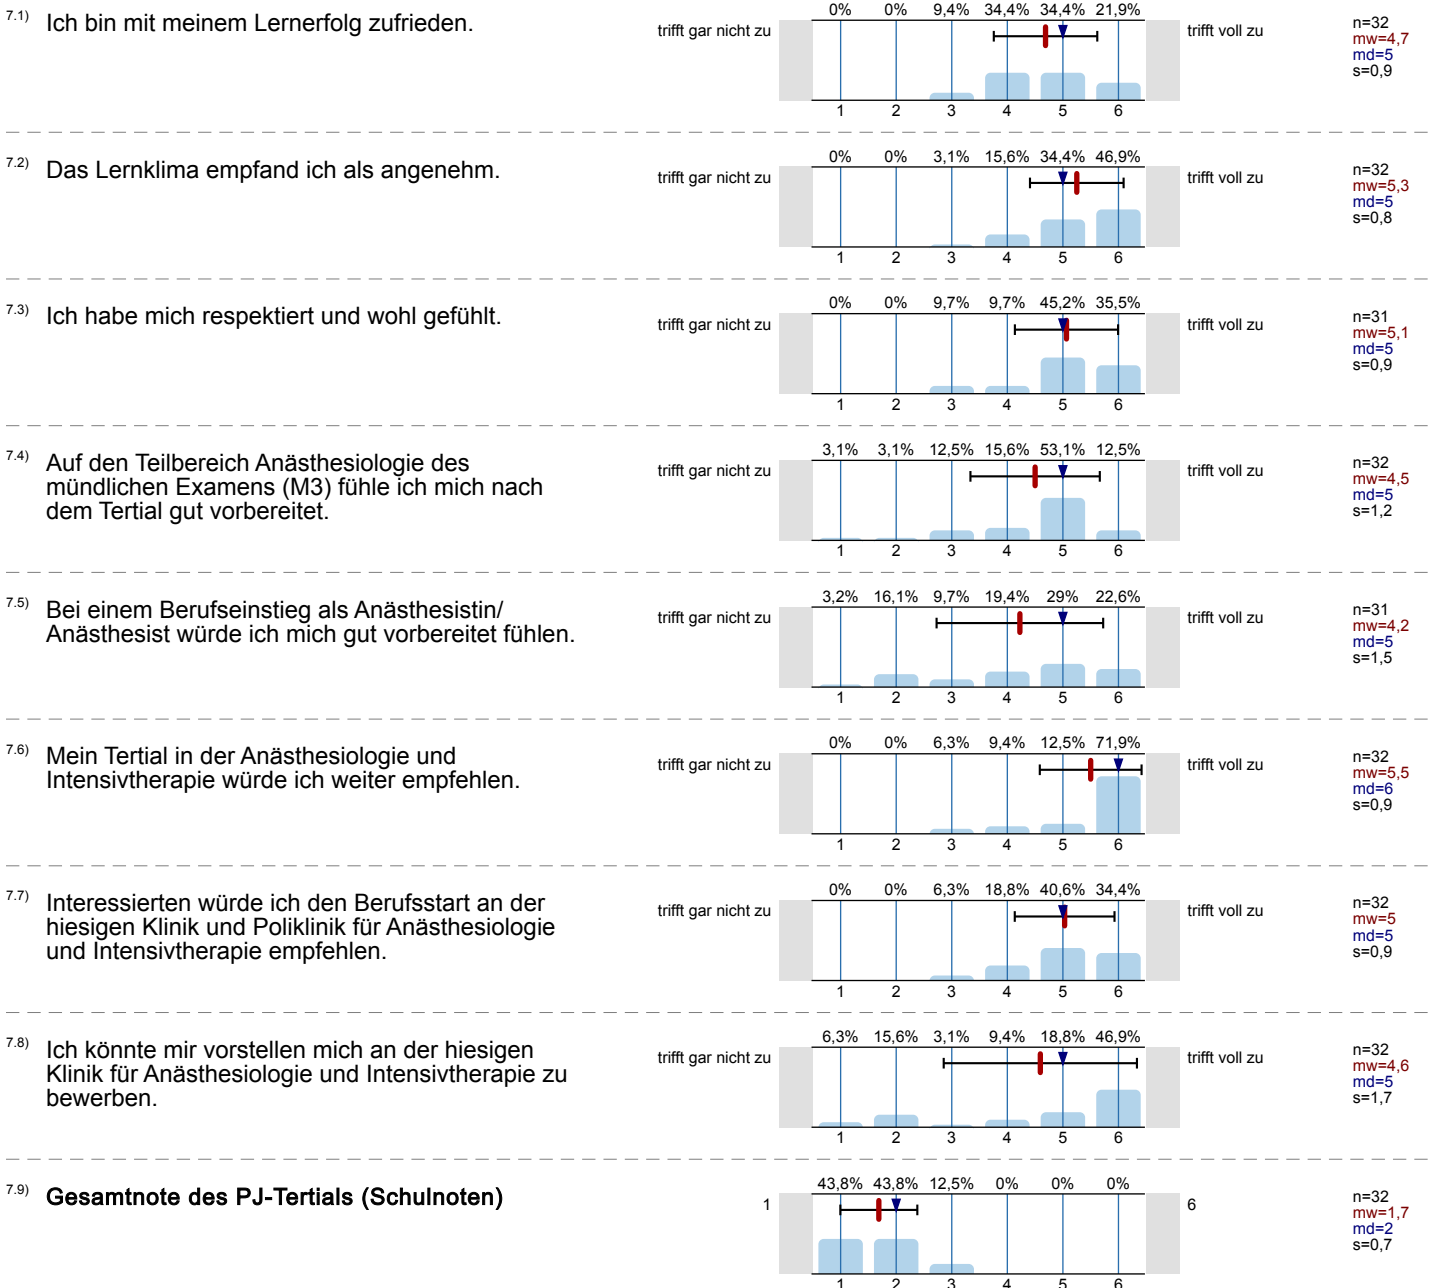 7.1) Ich bin mit meinem Lernerfolg zufrieden.
trifft gar nicht zu
0% 0% 9,4% 34,4% 34,4% 21,9%
1 2 3 4 5 6
trifft voll zu
n=32
mw=4,7
md=5
s=0,9
7.2) Das Lernklima empfand ich als angenehm.
trifft gar nicht zu
0% 0% 3,1% 15,6% 34,4% 46,9%
1 2 3 4 5 6
trifft voll zu
n=32
mw=5,3
md=5
s=0,8
7.3) Ich habe mich respektiert und wohl gefühlt.
trifft gar nicht zu
0% 0% 9,7% 9,7% 45,2% 35,5%
1 2 3 4 5 6
trifft voll zu
n=31
mw=5,1
md=5
s=0,9
7.4) Auf den Teilbereich Anästhesiologie des
mündlichen Examens (M3) fühle ich mich nach
dem Tertial gut vorbereitet.
trifft gar nicht zu
3,1% 3,1% 12,5% 15,6% 53,1% 12,5%
1 2 3 4 5 6
trifft voll zu
n=32
mw=4,5
md=5
s=1,2
7.5) Bei einem Berufseinstieg als Anästhesistin/
Anästhesist würde ich mich gut vorbereitet fühlen.
trifft gar nicht zu
3,2% 16,1% 9,7% 19,4% 29% 22,6%
1 2 3 4 5 6
trifft voll zu
n=31
mw=4,2
md=5
s=1,5
7.6) Mein Tertial in der Anästhesiologie und
Intensivtherapie würde ich weiter empfehlen.
trifft gar nicht zu
0% 0% 6,3% 9,4% 12,5% 71,9%
1 2 3 4 5 6
trifft voll zu
n=32
mw=5,5
md=6
s=0,9
7.7) Interessierten würde ich den Berufsstart an der
hiesigen Klinik und Poliklinik für Anästhesiologie
und Intensivtherapie empfehlen.
trifft gar nicht zu
0% 0% 6,3% 18,8% 40,6% 34,4%
1 2 3 4 5 6
trifft voll zu
n=32
mw=5
md=5
s=0,9
7.8) Ich könnte mir vorstellen mich an der hiesigen
Klinik für Anästhesiologie und Intensivtherapie zu
bewerben.
trifft gar nicht zu
6,3% 15,6% 3,1% 9,4% 18,8% 46,9%
1 2 3 4 5 6
trifft voll zu
n=32
mw=4,6
md=5
s=1,7
7.9) Gesamtnote des PJ-Tertials (Schulnoten)
1
43,8% 43,8% 12,5% 0% 0% 0%
1 2 3 4 5 6
6
n=32
mw=1,7
md=2
s=0,7